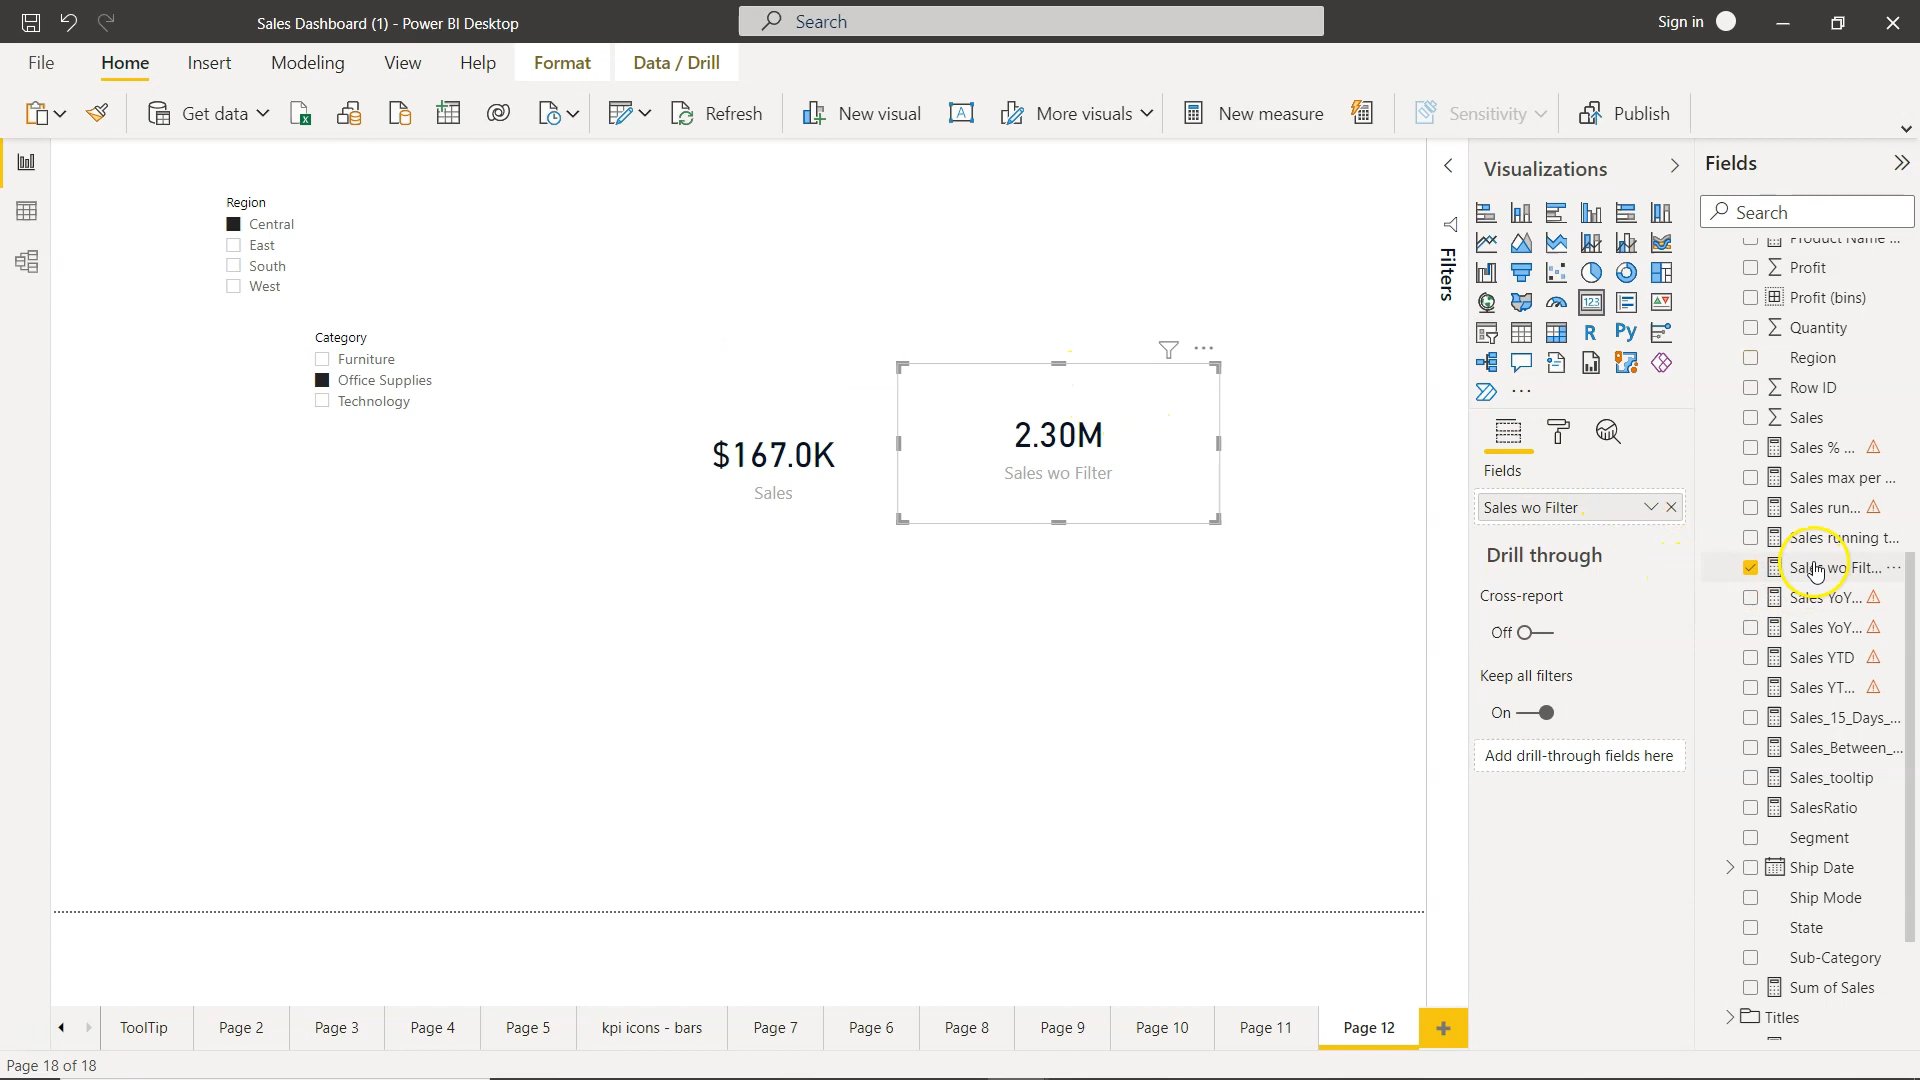 Sales Dashboard (1) - Power BI Desktop
Search
Sign in
File
Home
Insert
Modeling
View
Help
Format
Data / Drill
Get data
Refresh
New visual
More visuals
New measure
Sensitivity
Publish
Region
Central
East
South
West
Category
Furniture
Office Supplies
Technology
$167.0K
Sales
2.30M
Sales wo Filter
Filters
Visualizations
123
R
Py
Fields
Sales wo Filter
Drill through
Cross-report
Off
Keep all filters
On
Add drill-through fields here
Fields
Search
Product Name ...
Profit
Profit (bins)
Quantity
Region
Row ID
Sales
Sales % ...
Sales max per ...
Sales run...
Sales running t...
Sales wo Filt...
Sales YoY...
Sales YoY...
Sales YTD
Sales YT...
Sales_15_Days_...
Sales_Between_...
Sales_tooltip
SalesRatio
Segment
Ship Date
Ship Mode
State
Sub-Category
Sum of Sales
Titles
ToolTip
Page 2
Page 3
Page 4
Page 5
kpi icons - bars
Page 7
Page 6
Page 8
Page 9
Page 10
Page 11
Page 12
Page 18 of 18